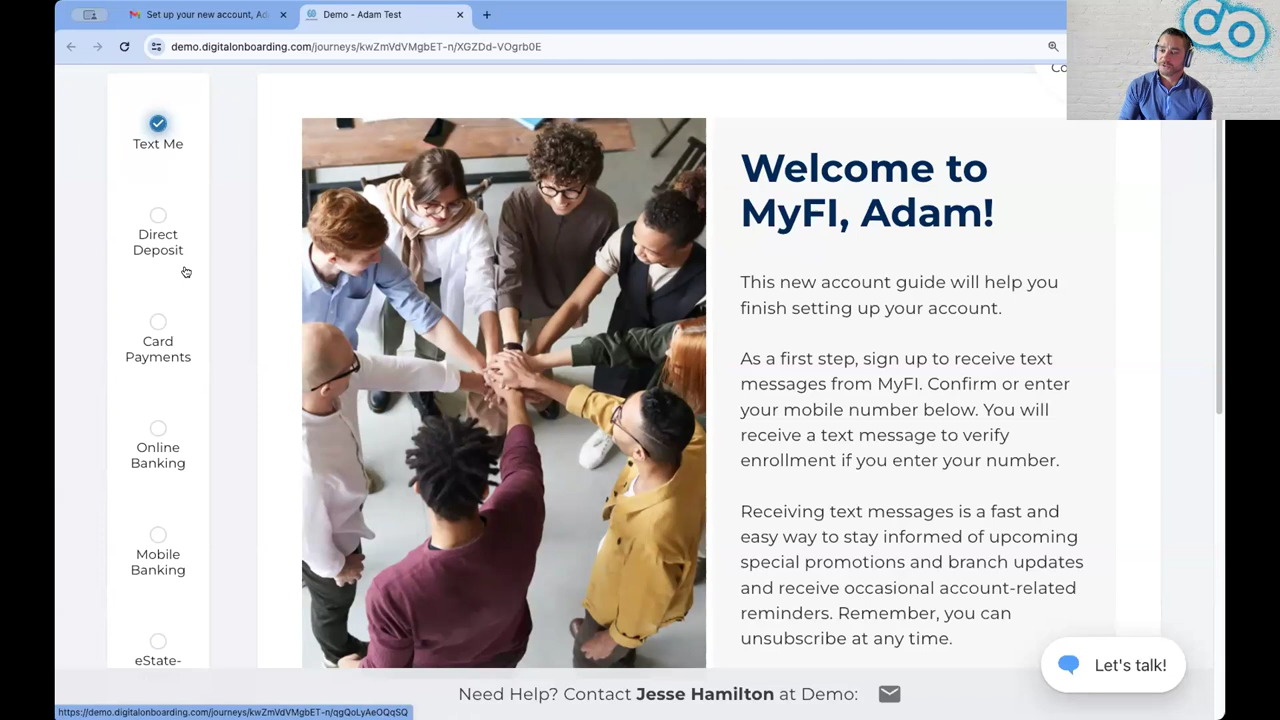 Set up your new account, Ad
Demo - Adam Test
demo.digitalonboarding.com/journeys/kwZmVdVMgbET-n/XGZDd-VOgrb0E
do
Co
Text Me
Direct
Deposit
Card
Payments
Online
Banking
Mobile
Banking
eState-
Welcome to
MyFI, Adam!
This new account guide will help you
finish setting up your account.
As a first step, sign up to receive text
messages from MyFI. Confirm or enter
your mobile number below. You will
receive a text message to verify
enrollment if you enter your number.
Receiving text messages is a fast and
easy way to stay informed of upcoming
special promotions and branch updates
and receive occasional account-related
reminders. Remember, you can
unsubscribe at any time.
Let's talk!
Need Help? Contact Jesse Hamilton at Demo:
https://demo.digitalonboarding.com/journeys/kwZmVdVMgbET-n/qgQoLyAeOQqSQ